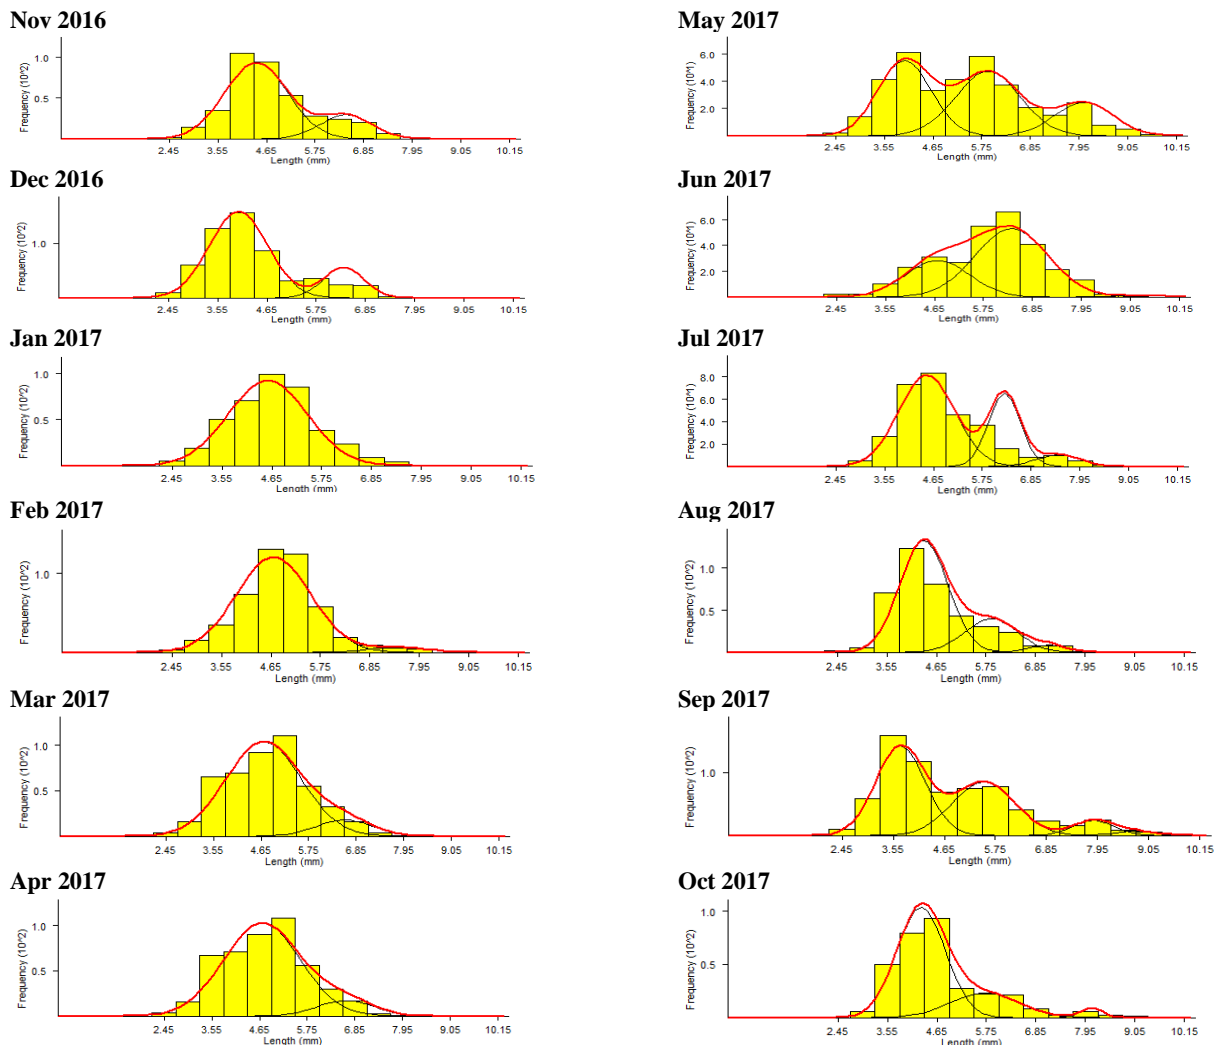 Nov 2016
Frequency (10^2)
1.0
0.5
2.45 3.55 4.65 5.75 6.85 7.95 9.05 10.15
Length (mm)
Dec 2016
Frequency (10^2)
1.0
2.45 3.55 4.65 5.75 6.85 7.95 9.05 10.15
Length (mm)
Jan 2017
Frequency (10^2)
1.0
0.5
2.45 3.55 4.65 5.75 6.85 7.95 9.05 10.15
Length (mm)
Feb 2017
Frequency (10^2)
1.0
2.45 3.55 4.65 5.75 6.85 7.95 9.05 10.15
Length (mm)
Mar 2017
Frequency (10^2)
1.0
0.5
2.45 3.55 4.65 5.75 6.85 7.95 9.05 10.15
Length (mm)
Apr 2017
Frequency (10^2)
1.0
0.5
2.45 3.55 4.65 5.75 6.85 7.95 9.05 10.15
Length (mm)
May 2017
Frequency (10^1)
6.0
4.0
2.0
2.45 3.55 4.65 5.75 6.85 7.95 9.05 10.15
Length (mm)
Jun 2017
Frequency (10^1)
6.0
4.0
2.0
2.45 3.55 4.65 5.75 6.85 7.95 9.05 10.15
Length (mm)
Jul 2017
Frequency (10^1)
8.0
6.0
4.0
2.0
2.45 3.55 4.65 5.75 6.85 7.95 9.05 10.15
Length (mm)
Aug 2017
Frequency (10^2)
1.0
0.5
2.45 3.55 4.65 5.75 6.85 7.95 9.05 10.15
Length (mm)
Sep 2017
Frequency (10^2)
1.0
2.45 3.55 4.65 5.75 6.85 7.95 9.05 10.15
Length (mm)
Oct 2017
Frequency (10^2)
1.0
0.5
2.45 3.55 4.65 5.75 6.85 7.95 9.05 10.15
Length (mm)